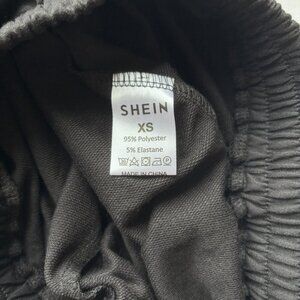 SHEIN
XS
95% Polyester
5% Elastane
MADE IN CHINA